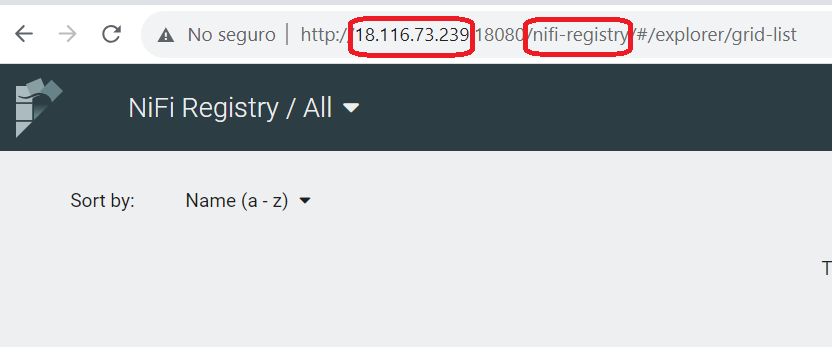 No seguro | http://18.116.73.239:18080/nifi-registry/#/explorer/grid-list
NiFi Registry / All
Sort by: Name (a - z)
T